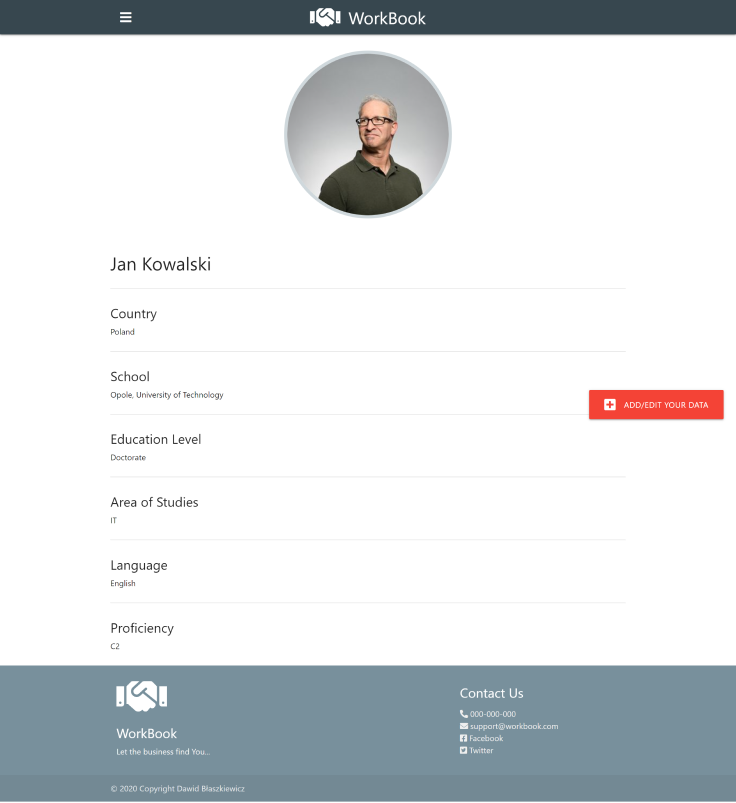 WorkBook
Jan Kowalski
Country
Poland
School
Opole, University of Technology
ADD/EDIT YOUR DATA
Education Level
Doctorate
Area of Studies
IT
Language
English
Proficiency
C2
WorkBook
Let the business find You...
Contact Us
000-000-000
support@workbook.com
Facebook
Twitter
© 2020 Copyright Dawid Błaszkiewicz